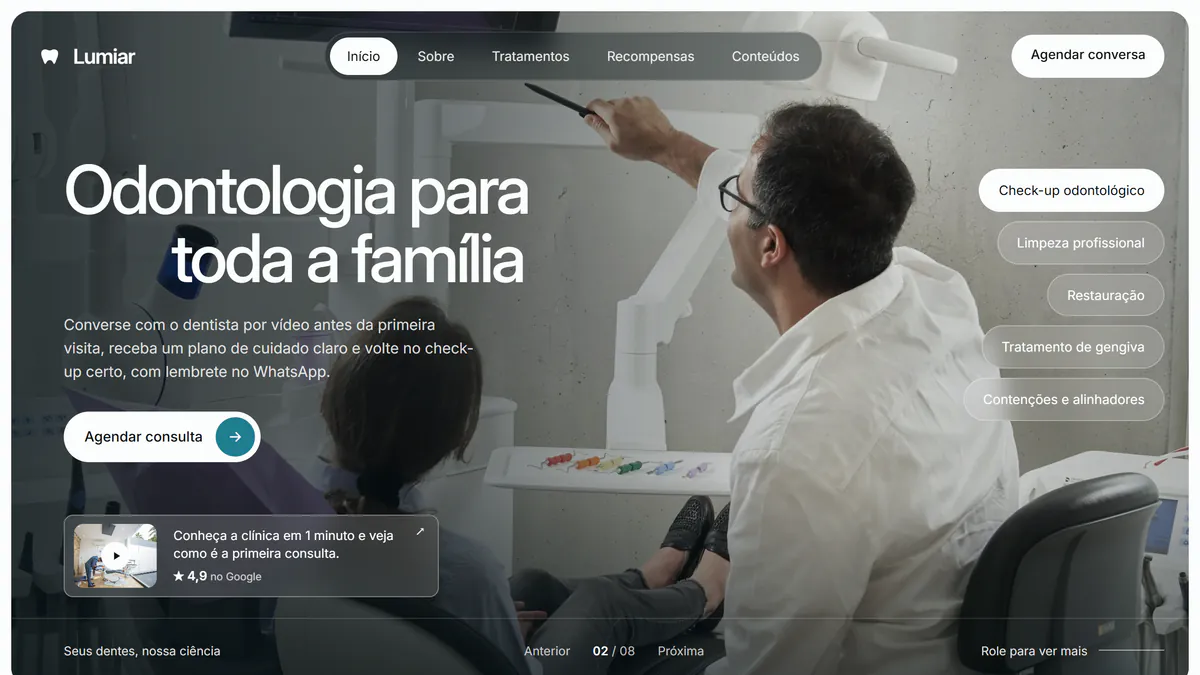 Lumiar
Início
Sobre
Tratamentos
Recompensas
Conteúdos
Agendar conversa
Odontologia para
toda a família
Converse com o dentista por vídeo antes da primeira
visita, receba um plano de cuidado claro e volte no check-
up certo, com lembrete no WhatsApp.
Agendar consulta
Check-up odontológico
Limpeza profissional
Restauração
Tratamento de gengiva
Contenções e alinhadores
Conheça a clínica em 1 minuto e veja
como é a primeira consulta.
★ 4,9 no Google
Seus dentes, nossa ciência
Anterior
02 / 08
Próxima
Role para ver mais